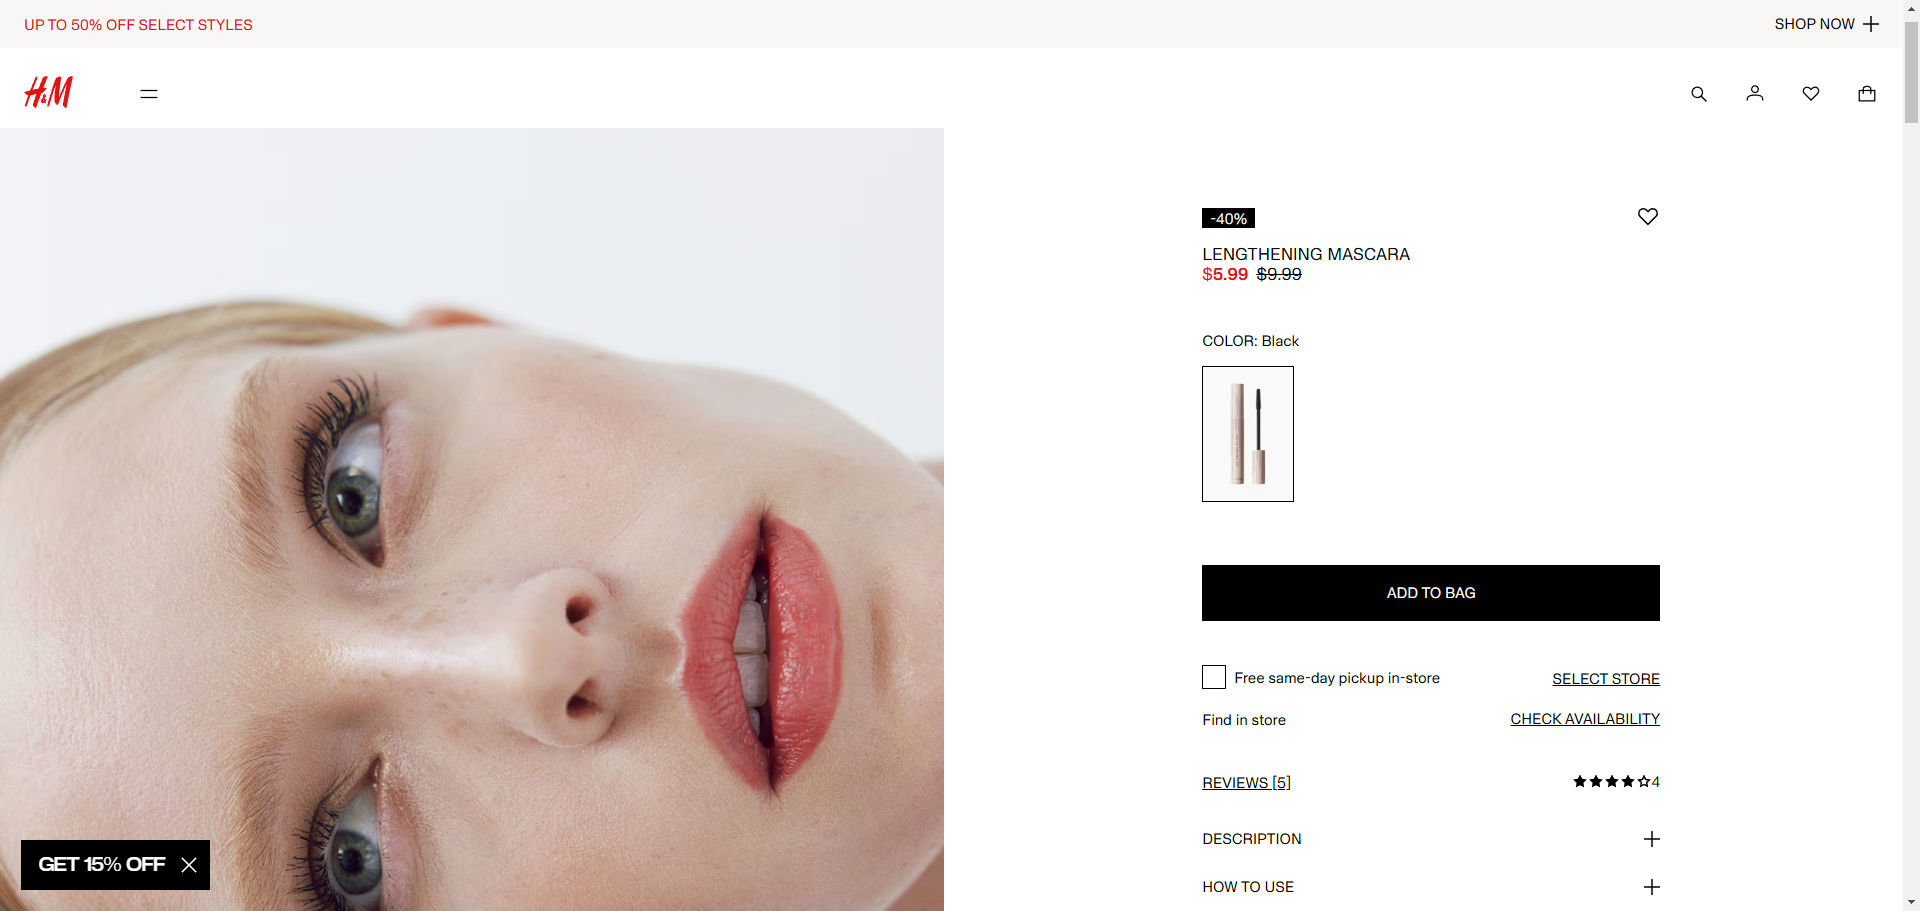 UP TO 50% OFF SELECT STYLES
SHOP NOW
H&M
-40%
LENGTHENING MASCARA
$5.99 $9.99
COLOR: Black
ADD TO BAG
Free same-day pickup in-store
SELECT STORE
Find in store
CHECK AVAILABILITY
REVIEWS [5]
4
DESCRIPTION
HOW TO USE
GET 15% OFF